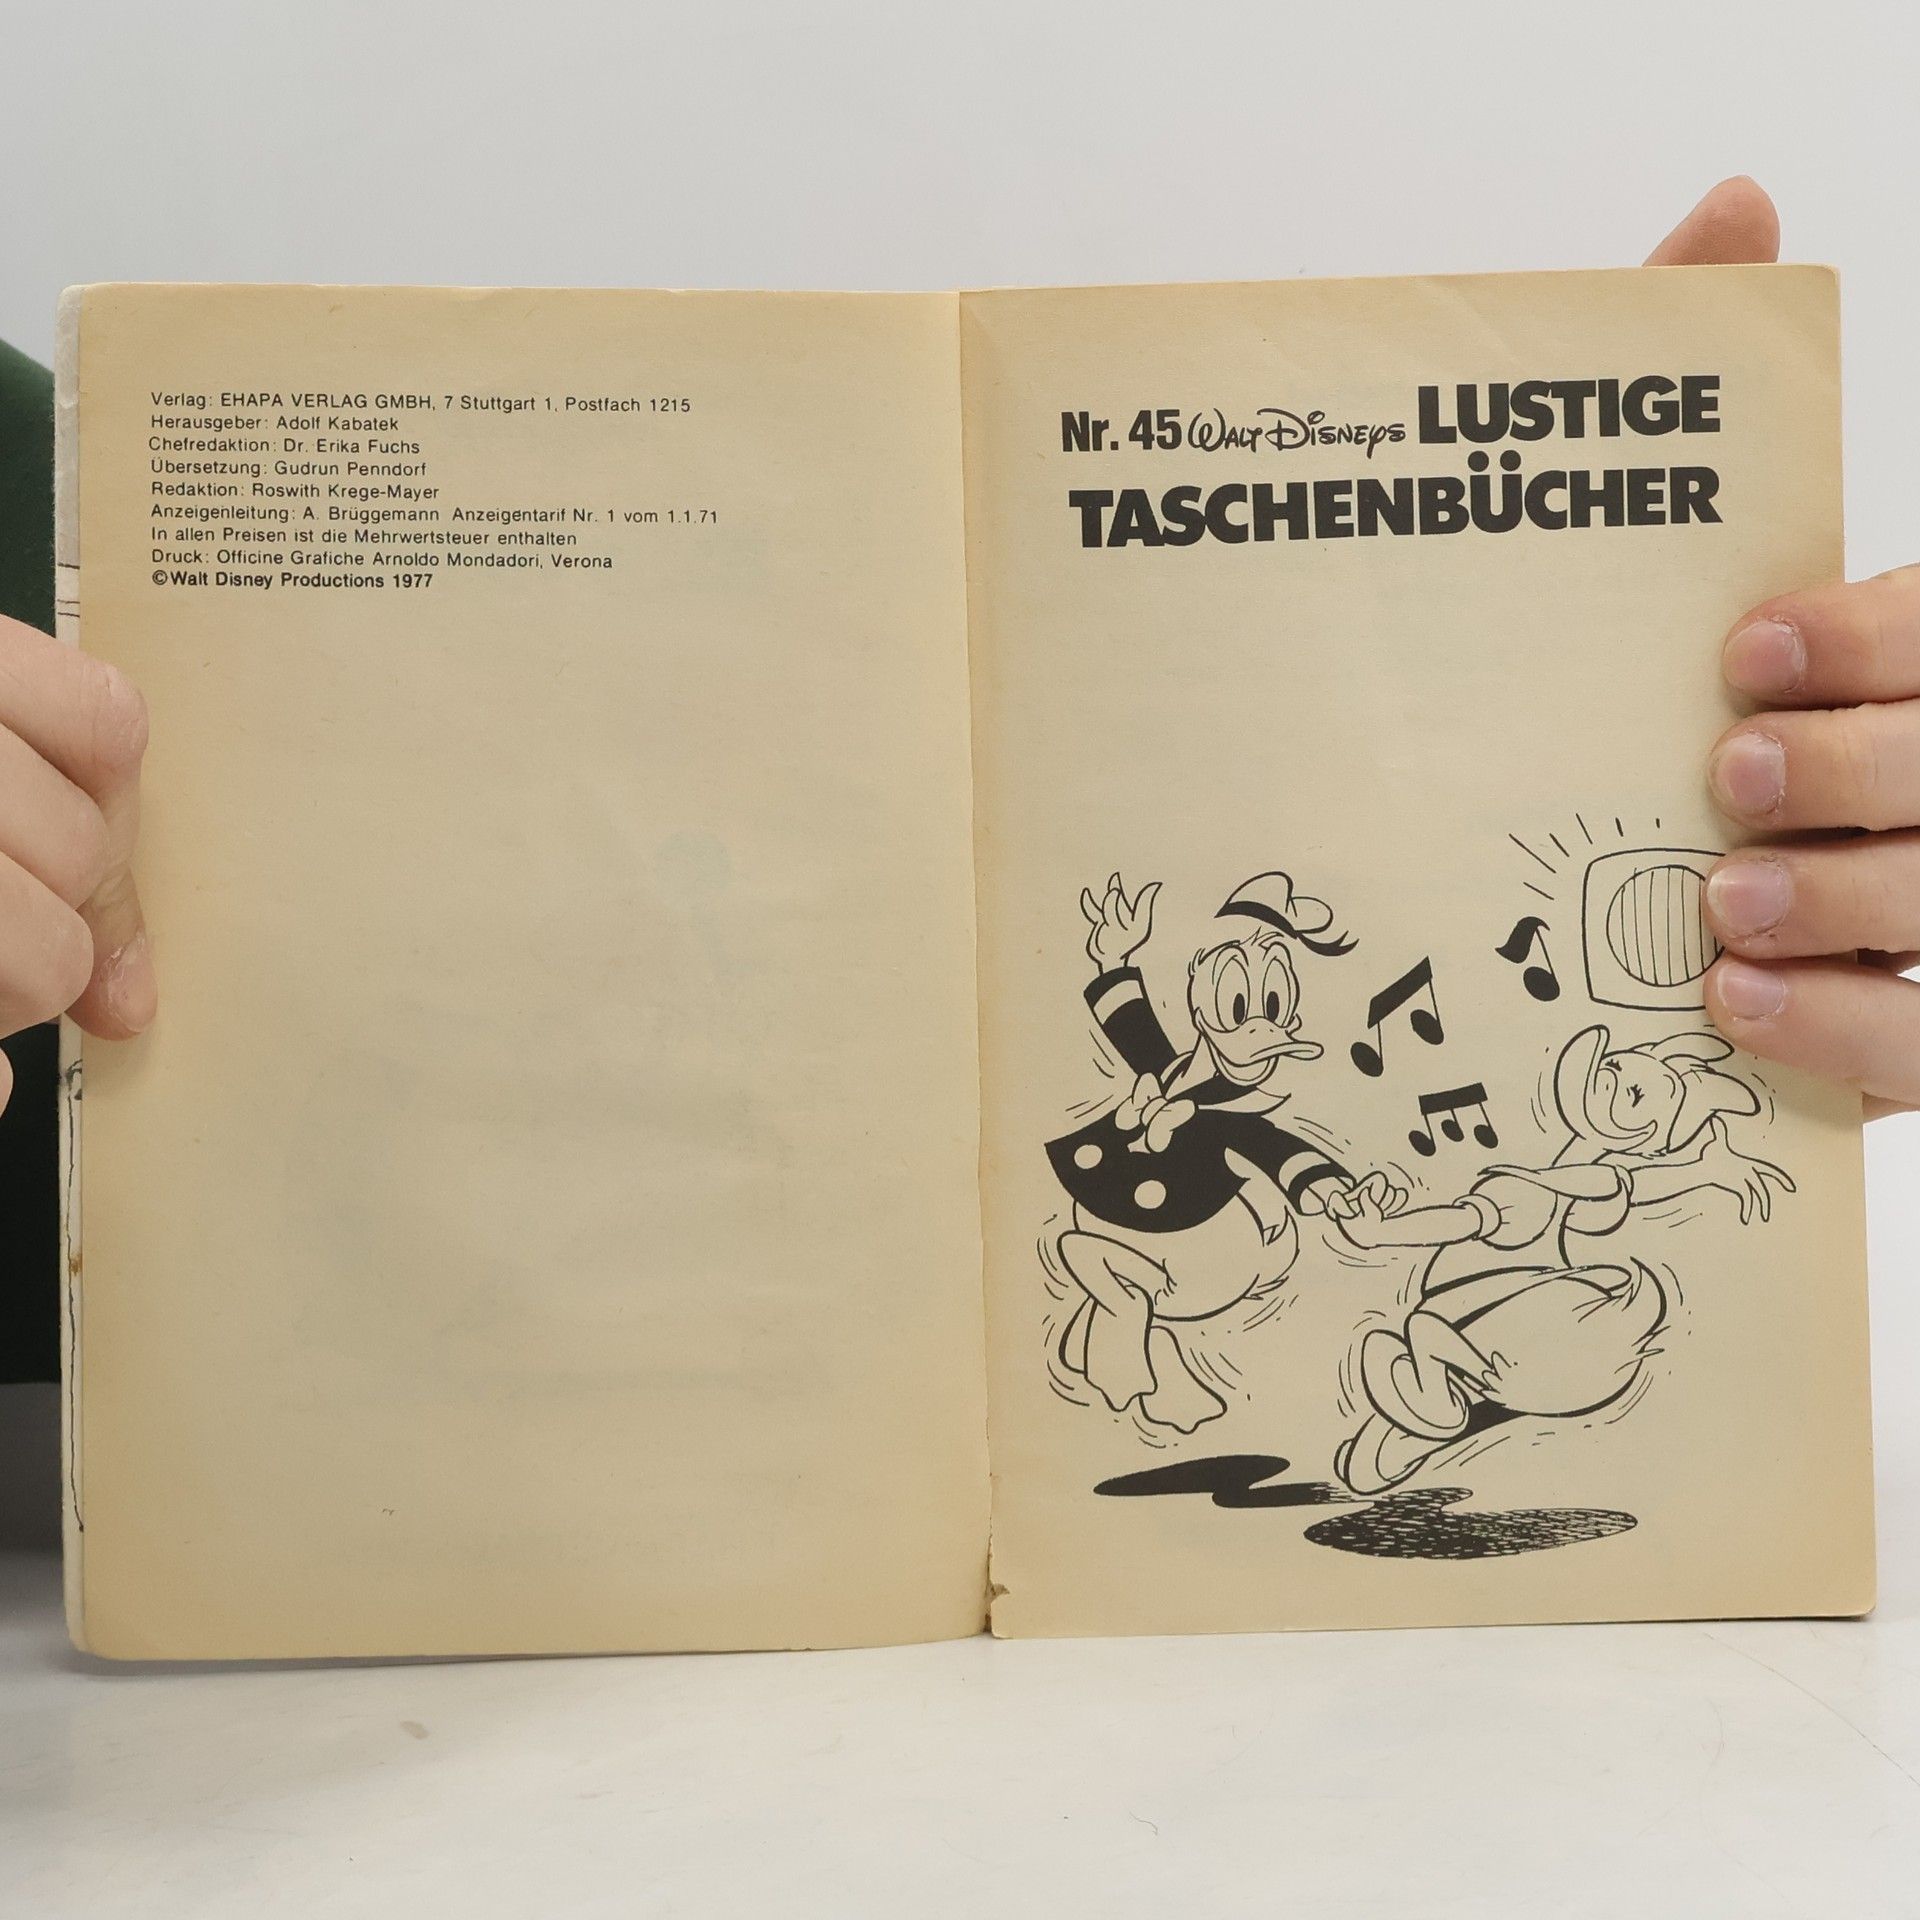 Verlag: EHAPA VERLAG GMBH, 7 Stuttgart 1, Postfach 1215
Herausgeber: Adolf Kabatek
Chefredaktion: Dr. Erika Fuchs
Übersetzung: Gudrun Penndorf
Redaktion: Roswith Krege-Mayer
Anzeigenleitung: A. Brüggemann Anzeigentarif Nr. 1 vom 1.1.71
In allen Preisen ist die Mehrwertsteuer enthalten
Druck: Officine Grafiche Arnoldo Mondadori, Verona
©Walt Disney Productions 1977
Nr. 45 Walt Disneys LUSTIGE
TASCHENBÜCHER